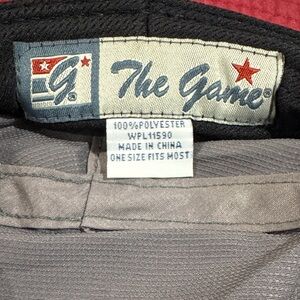 G® The Game®
100% POLYESTER
WPL11590
MADE IN CHINA
ONE SIZE FITS MOST